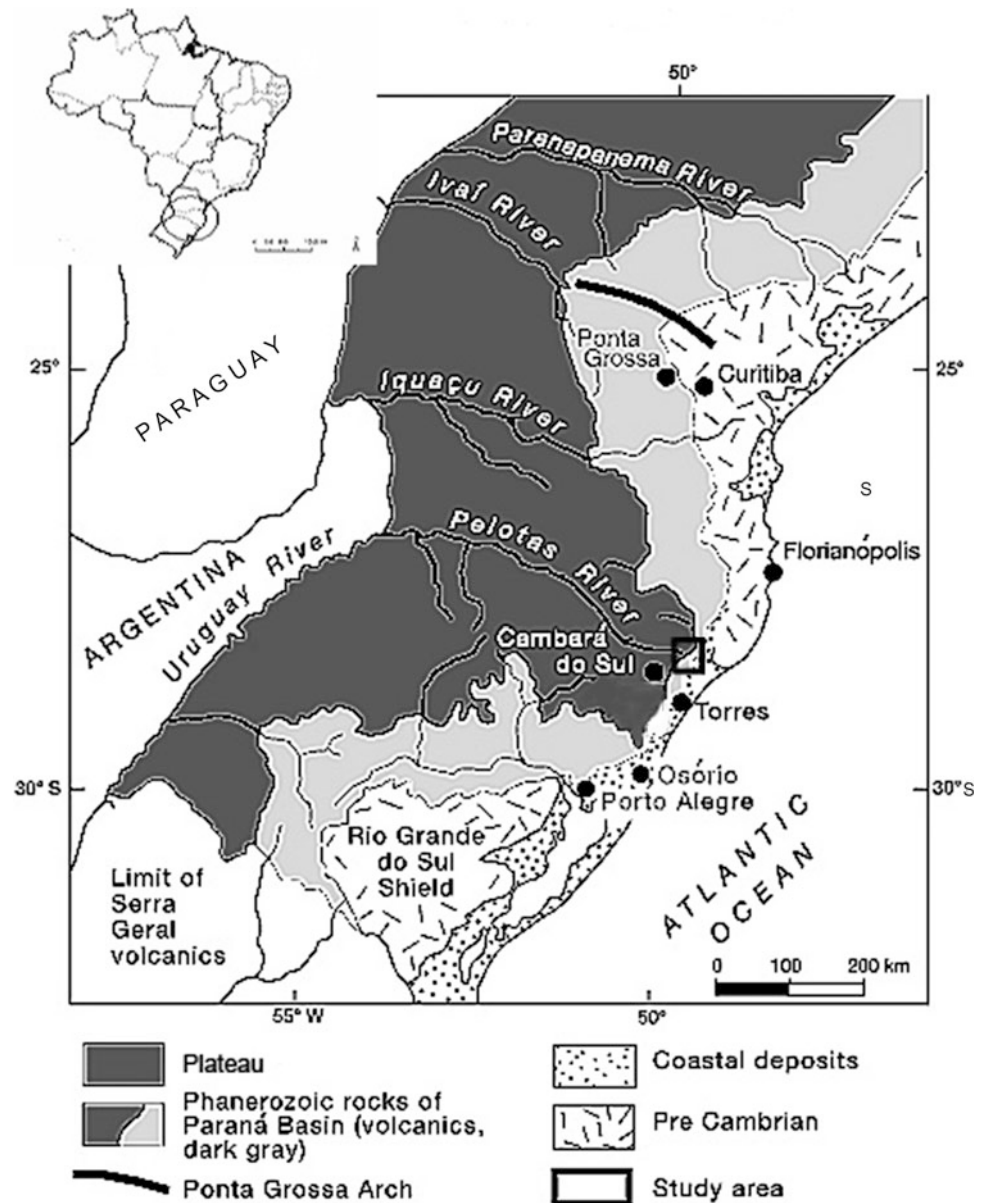 50°
Paranapanema River
Ivaí River
PARAGUAY
Ponta
Grossa
25°
25°
Curitiba
Iquaçu River
S
Pelotas River
Florianópolis
ARGENTINA
Uruguay River
Cambará
do Sul
Torres
Osório
30° S
30°S
Porto Alegre
Rio Grande
do Sul
Shield
ATLANTIC
OCEAN
Limit of
Serra
Geral
volcanics
0 100 200 km
55° W
50°
Plateau
Coastal deposits
Phanerozoic rocks of
Paraná Basin (volcanics,
dark gray)
Pre Cambrian
Ponta Grossa Arch
Study area